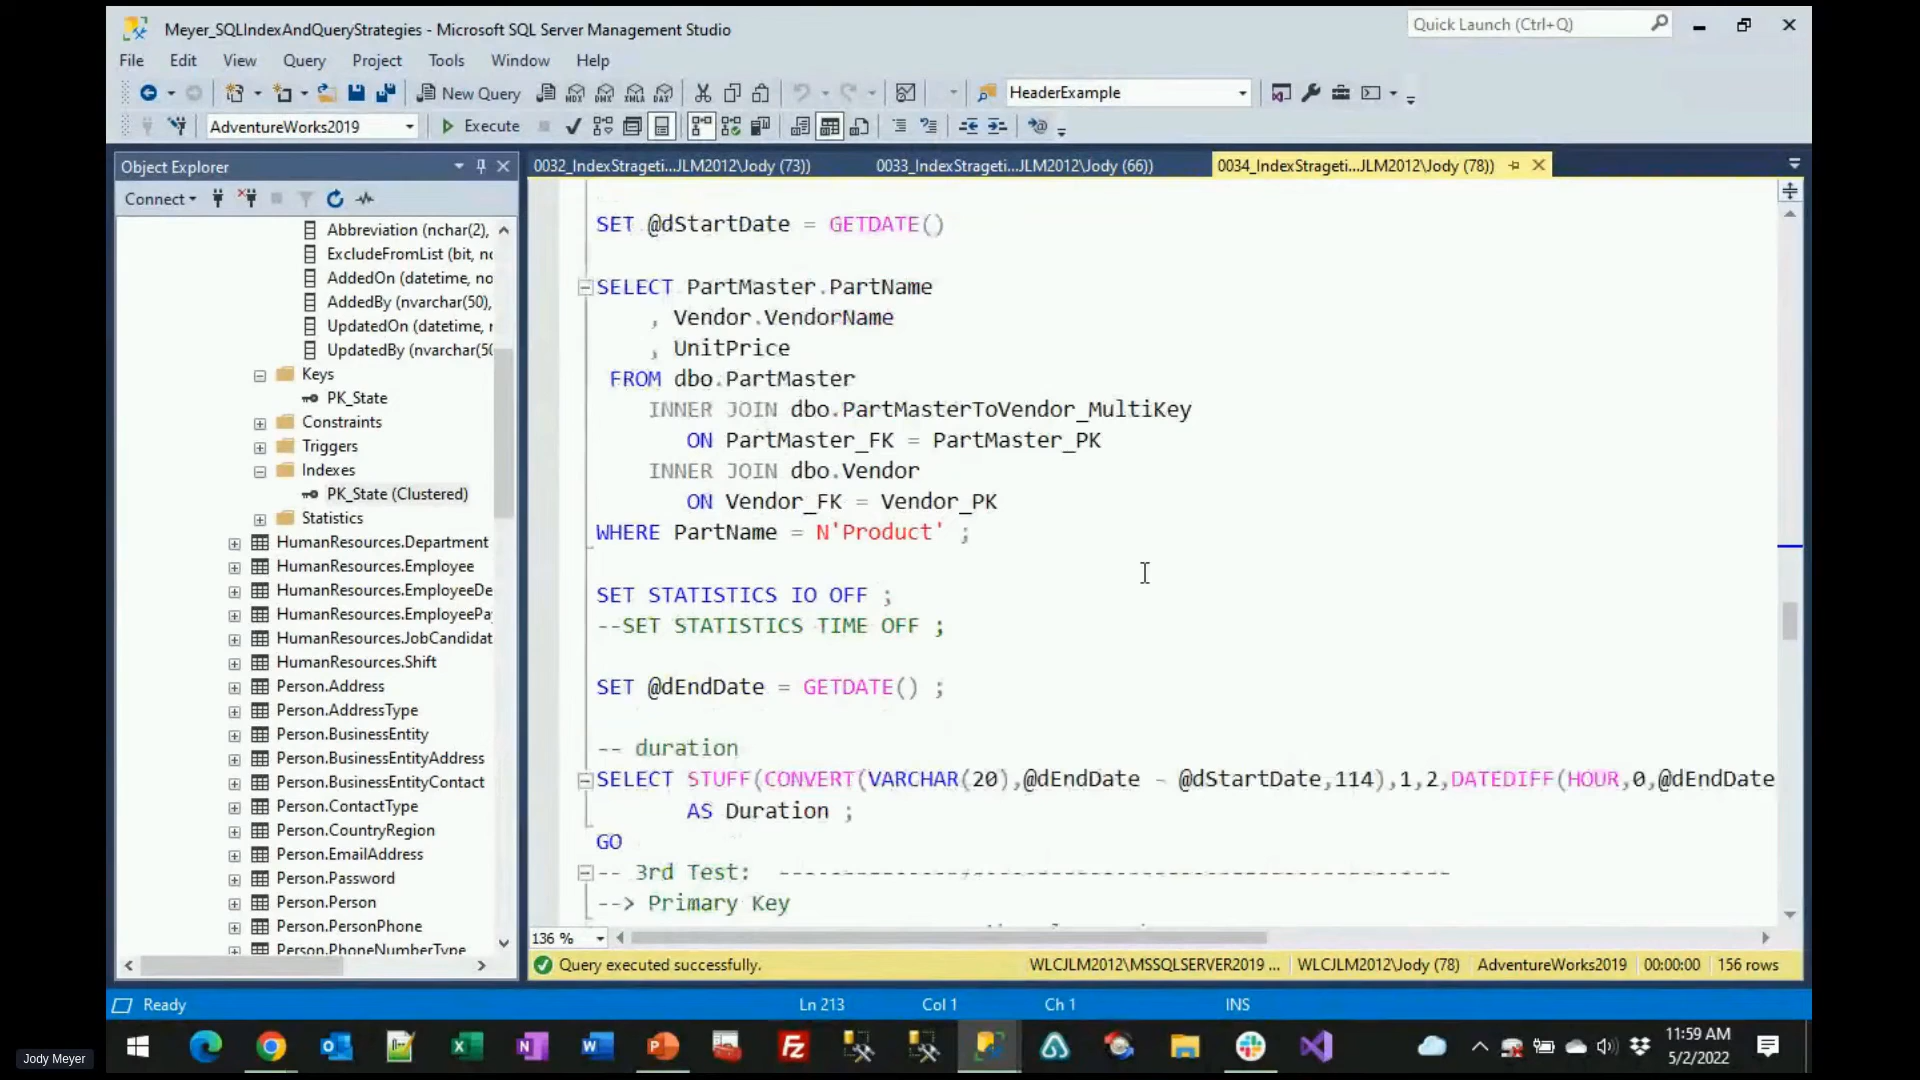 Meyer_SQLIndexAndQueryStrategies - Microsoft SQL Server Management Studio
Quick Launch (Ctrl+Q)
File Edit View Query Project Tools Window Help
New Query
MDX DMX XMLA DAX
HeaderExample
AdventureWorks2019
Execute
Object Explorer
0032_IndexStrageti...JLM2012\Jody (73))
0033_IndexStrageti...JLM2012\Jody (66))
0034_IndexStrageti...JLM2012\Jody (78))
Connect
Abbreviation (nchar(2),
ExcludeFromList (bit, no
AddedOn (datetime, no
AddedBy (nvarchar(50),
UpdatedOn (datetime, r
UpdatedBy (nvarchar(50
Keys
PK_State
Constraints
Triggers
Indexes
PK_State (Clustered)
Statistics
HumanResources.Department
HumanResources.Employee
HumanResources.EmployeeDe
HumanResources.EmployeePa
HumanResources.JobCandidat
HumanResources.Shift
Person.Address
Person.AddressType
Person.BusinessEntity
Person.BusinessEntityAddress
Person.BusinessEntityContact
Person.ContactType
Person.CountryRegion
Person.EmailAddress
Person.Password
Person.Person
Person.PersonPhone
Person.PhoneNumberType
SET @dStartDate = GETDATE()
SELECT PartMaster.PartName
, Vendor.VendorName
, UnitPrice
FROM dbo.PartMaster
INNER JOIN dbo.PartMasterToVendor_MultiKey
ON PartMaster_FK = PartMaster_PK
INNER JOIN dbo.Vendor
ON Vendor_FK = Vendor_PK
WHERE PartName = N'Product' ;
SET STATISTICS IO OFF ;
--SET STATISTICS TIME OFF ;
SET @dEndDate = GETDATE() ;
-- duration
SELECT STUFF(CONVERT(VARCHAR(20),@dEndDate - @dStartDate,114),1,2,DATEDIFF(HOUR,0,@dEndDate
AS Duration ;
GO
-- 3rd Test: ----------------------------------------------------
--> Primary Key
136 %
Query executed successfully.
WLCJLM2012\MSSQLSERVER2019 ...
WLCJLM2012\Jody (78)
AdventureWorks2019
00:00:00
156 rows
Ready
Ln 213
Col 1
Ch 1
INS
Jody Meyer
11:59 AM
5/2/2022